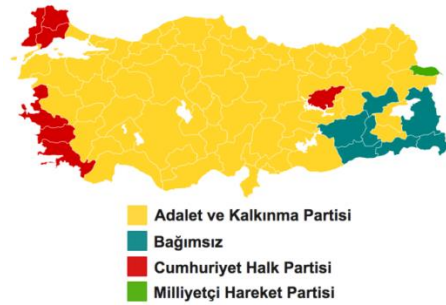 Adalet ve Kalkınma Partisi
Bağımsız
Cumhuriyet Halk Partisi
Milliyetçi Hareket Partisi